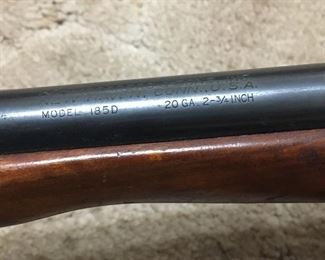 CONN. U.S.A.
MODEL 185D 20 GA. 2-3/4 INCH